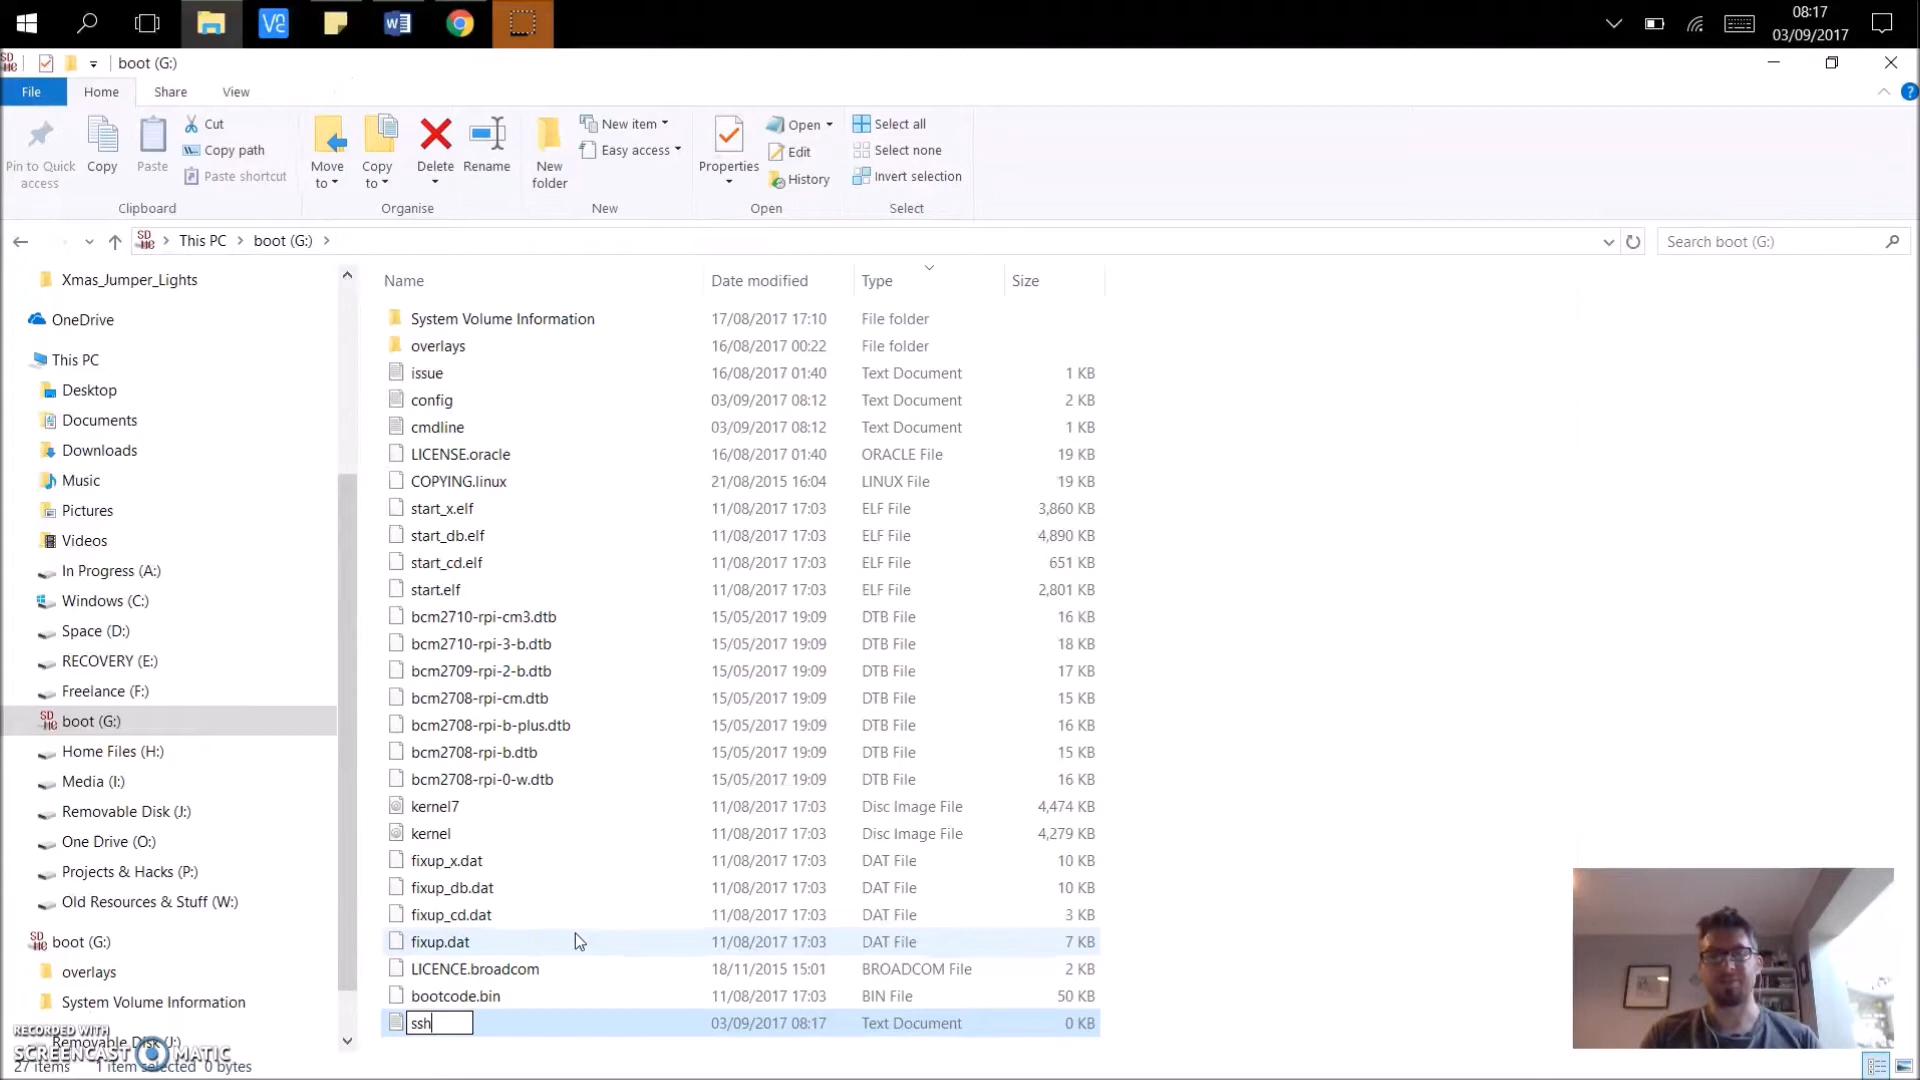 08:17
03/09/2017
boot (G:)
File Home Share View
Pin to Quick access
Copy
Paste
Cut
Copy path
Paste shortcut
Move to
Copy to
Delete
Rename
New folder
New item
Easy access
Properties
Open
Edit
History
Select all
Select none
Invert selection
Clipboard Organise New Open Select
This PC boot (G:)
Search boot (G:)
Xmas_Jumper_Lights
OneDrive
This PC
Desktop
Documents
Downloads
Music
Pictures
Videos
In Progress (A:)
Windows (C:)
Space (D:)
RECOVERY (E:)
Freelance (F:)
boot (G:)
Home Files (H:)
Media (I:)
Removable Disk (J:)
One Drive (O:)
Projects & Hacks (P:)
Old Resources & Stuff (W:)
boot (G:)
overlays
System Volume Information
Removable Disk (J:)
Name Date modified Type Size
System Volume Information 17/08/2017 17:10 File folder
overlays 16/08/2017 00:22 File folder
issue 16/08/2017 01:40 Text Document 1 KB
config 03/09/2017 08:12 Text Document 2 KB
cmdline 03/09/2017 08:12 Text Document 1 KB
LICENSE.oracle 16/08/2017 01:40 ORACLE File 19 KB
COPYING.linux 21/08/2015 16:04 LINUX File 19 KB
start_x.elf 11/08/2017 17:03 ELF File 3,860 KB
start_db.elf 11/08/2017 17:03 ELF File 4,890 KB
start_cd.elf 11/08/2017 17:03 ELF File 651 KB
start.elf 11/08/2017 17:03 ELF File 2,801 KB
bcm2710-rpi-cm3.dtb 15/05/2017 19:09 DTB File 16 KB
bcm2710-rpi-3-b.dtb 15/05/2017 19:09 DTB File 18 KB
bcm2709-rpi-2-b.dtb 15/05/2017 19:09 DTB File 17 KB
bcm2708-rpi-cm.dtb 15/05/2017 19:09 DTB File 15 KB
bcm2708-rpi-b-plus.dtb 15/05/2017 19:09 DTB File 16 KB
bcm2708-rpi-b.dtb 15/05/2017 19:09 DTB File 15 KB
bcm2708-rpi-0-w.dtb 15/05/2017 19:09 DTB File 16 KB
kernel7 11/08/2017 17:03 Disc Image File 4,474 KB
kernel 11/08/2017 17:03 Disc Image File 4,279 KB
fixup_x.dat 11/08/2017 17:03 DAT File 10 KB
fixup_db.dat 11/08/2017 17:03 DAT File 10 KB
fixup_cd.dat 11/08/2017 17:03 DAT File 3 KB
fixup.dat 11/08/2017 17:03 DAT File 7 KB
LICENCE.broadcom 18/11/2015 15:01 BROADCOM File 2 KB
bootcode.bin 11/08/2017 17:03 BIN File 50 KB
ssh 03/09/2017 08:17 Text Document 0 KB
RECORDED WITH
SCREENCAST MATIC
27 items 1 item selected 0 bytes